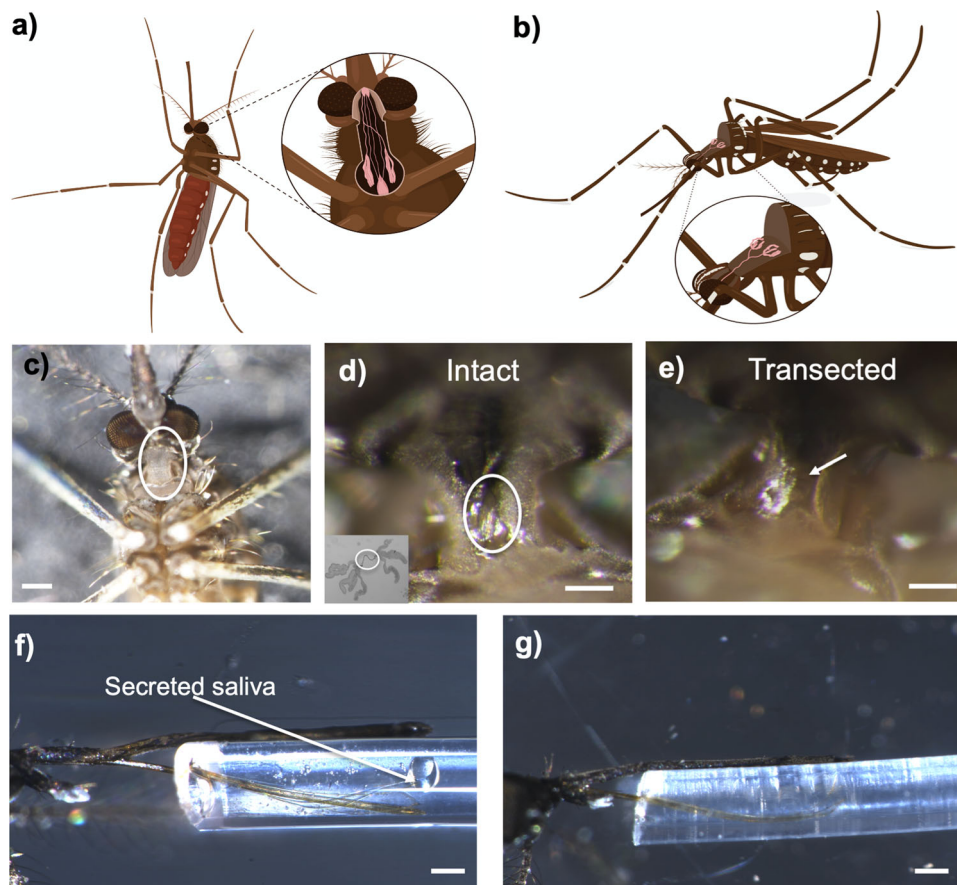 a)
b)
c)
d)
Intact
e)
Transected
f)
Secreted saliva
g)